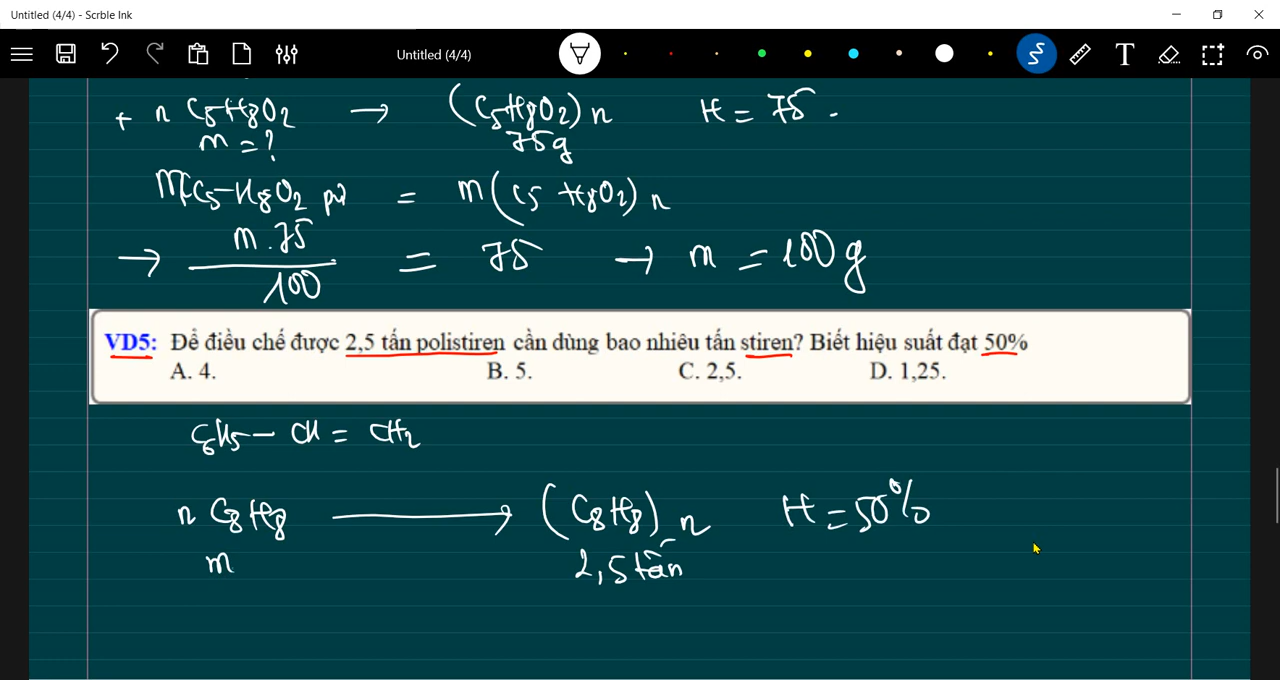 Untitled (4/4) - Scrble Ink
Untitled (4/4)
+ n C5H8O2 → (C5H8O2)n H = 75.
m = ? 75g
mC5H8O2 pứ = m(C5H8O2)n
→ m.75/100 = 75 → m = 100g
VD5: Để điều chế được 2,5 tấn polistiren cần dùng bao nhiêu tấn stiren? Biết hiệu suất đạt 50%
A. 4. B. 5. C. 2,5. D. 1,25.
C6H5 – CH = CH2
n C8H8 → (C8H8)n H = 50%
m 2,5 tấn